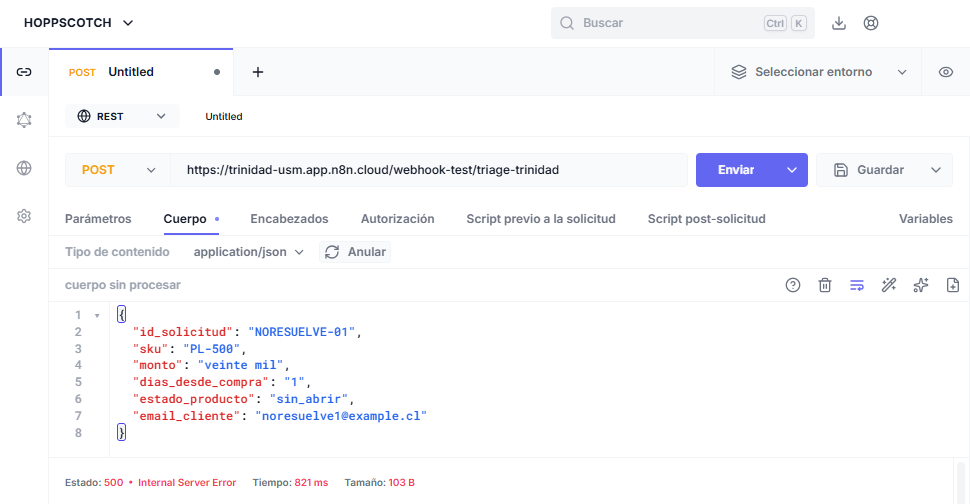 HOPPSCOTCH
Buscar Ctrl K
POST Untitled
Seleccionar entorno
REST
Untitled
POST
https://trinidad-usm.app.n8n.cloud/webhook-test/triage-trinidad
Enviar
Guardar
Parámetros Cuerpo Encabezados Autorización Script previo a la solicitud Script post-solicitud Variables
Tipo de contenido application/json Anular
cuerpo sin procesar
1 {
2 "id_solicitud": "NORESUELVE-01",
3 "sku": "PL-500",
4 "monto": "veinte mil",
5 "dias_desde_compra": "1",
6 "estado_producto": "sin_abrir",
7 "email_cliente": "noresuelve1@example.cl"
8 }
Estado: 500 • Internal Server Error Tiempo: 821 ms Tamaño: 103 B